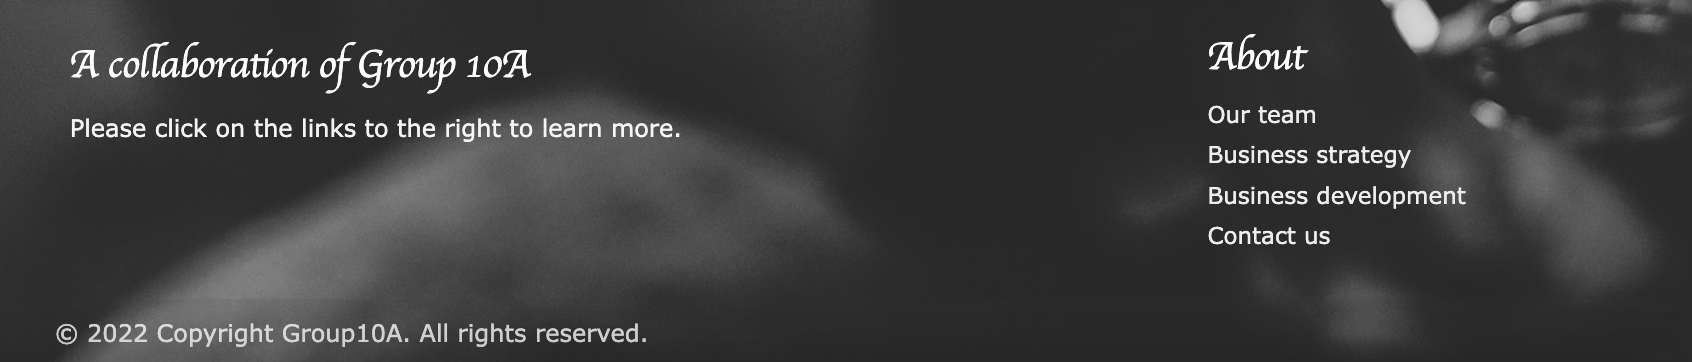 A collaboration of Group 10A
Please click on the links to the right to learn more.
About
Our team
Business strategy
Business development
Contact us
© 2022 Copyright Group10A. All rights reserved.